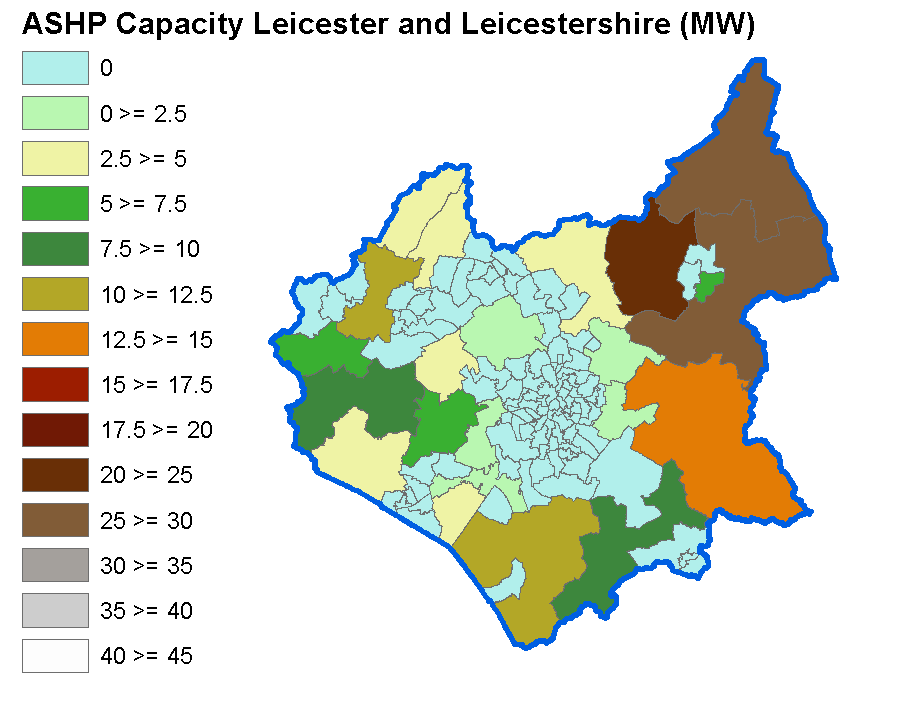 ASHP Capacity Leicester and Leicestershire (MW)
0
0 >= 2.5
2.5 >= 5
5 >= 7.5
7.5 >= 10
10 >= 12.5
12.5 >= 15
15 >= 17.5
17.5 >= 20
20 >= 25
25 >= 30
30 >= 35
35 >= 40
40 >= 45